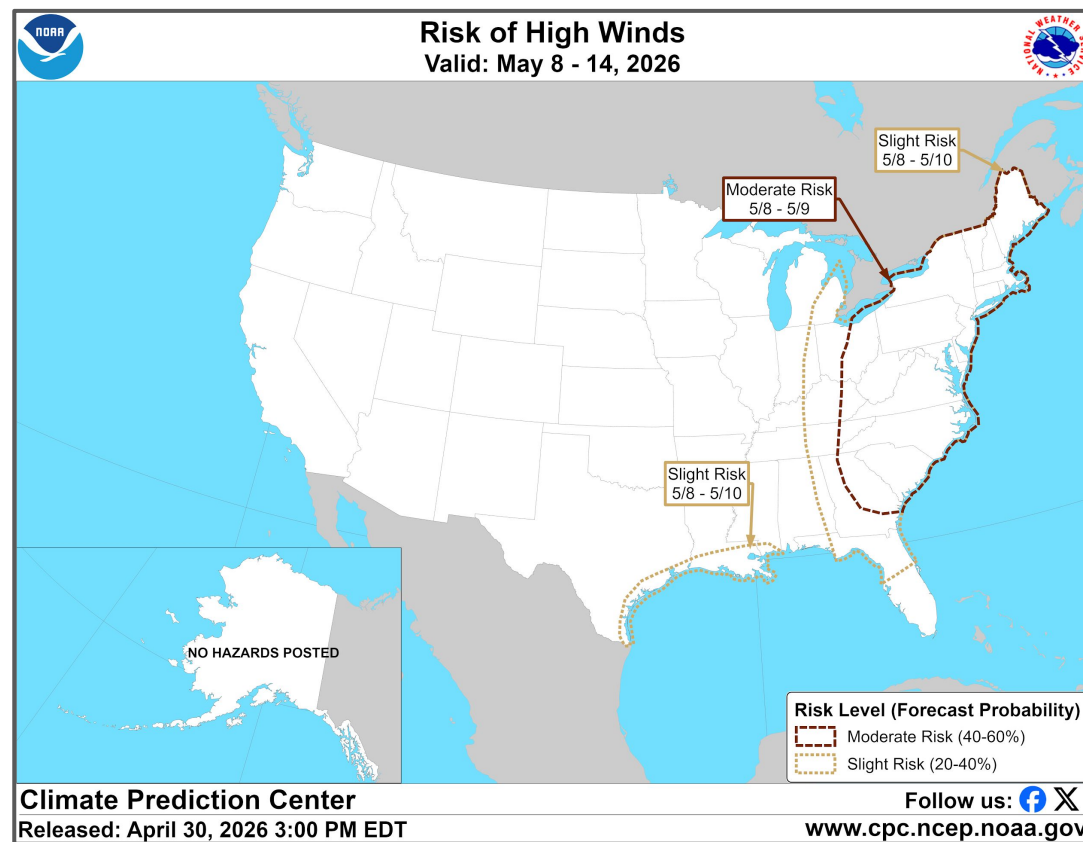 NOAA
Risk of High Winds
Valid: May 8 - 14, 2026
NATIONAL WEATHER SERVICE
Slight Risk
5/8 - 5/10
Moderate Risk
5/8 - 5/9
Slight Risk
5/8 - 5/10
NO HAZARDS POSTED
Risk Level (Forecast Probability)
Moderate Risk (40-60%)
Slight Risk (20-40%)
Climate Prediction Center
Follow us:
Released: April 30, 2026 3:00 PM EDT
www.cpc.ncep.noaa.gov